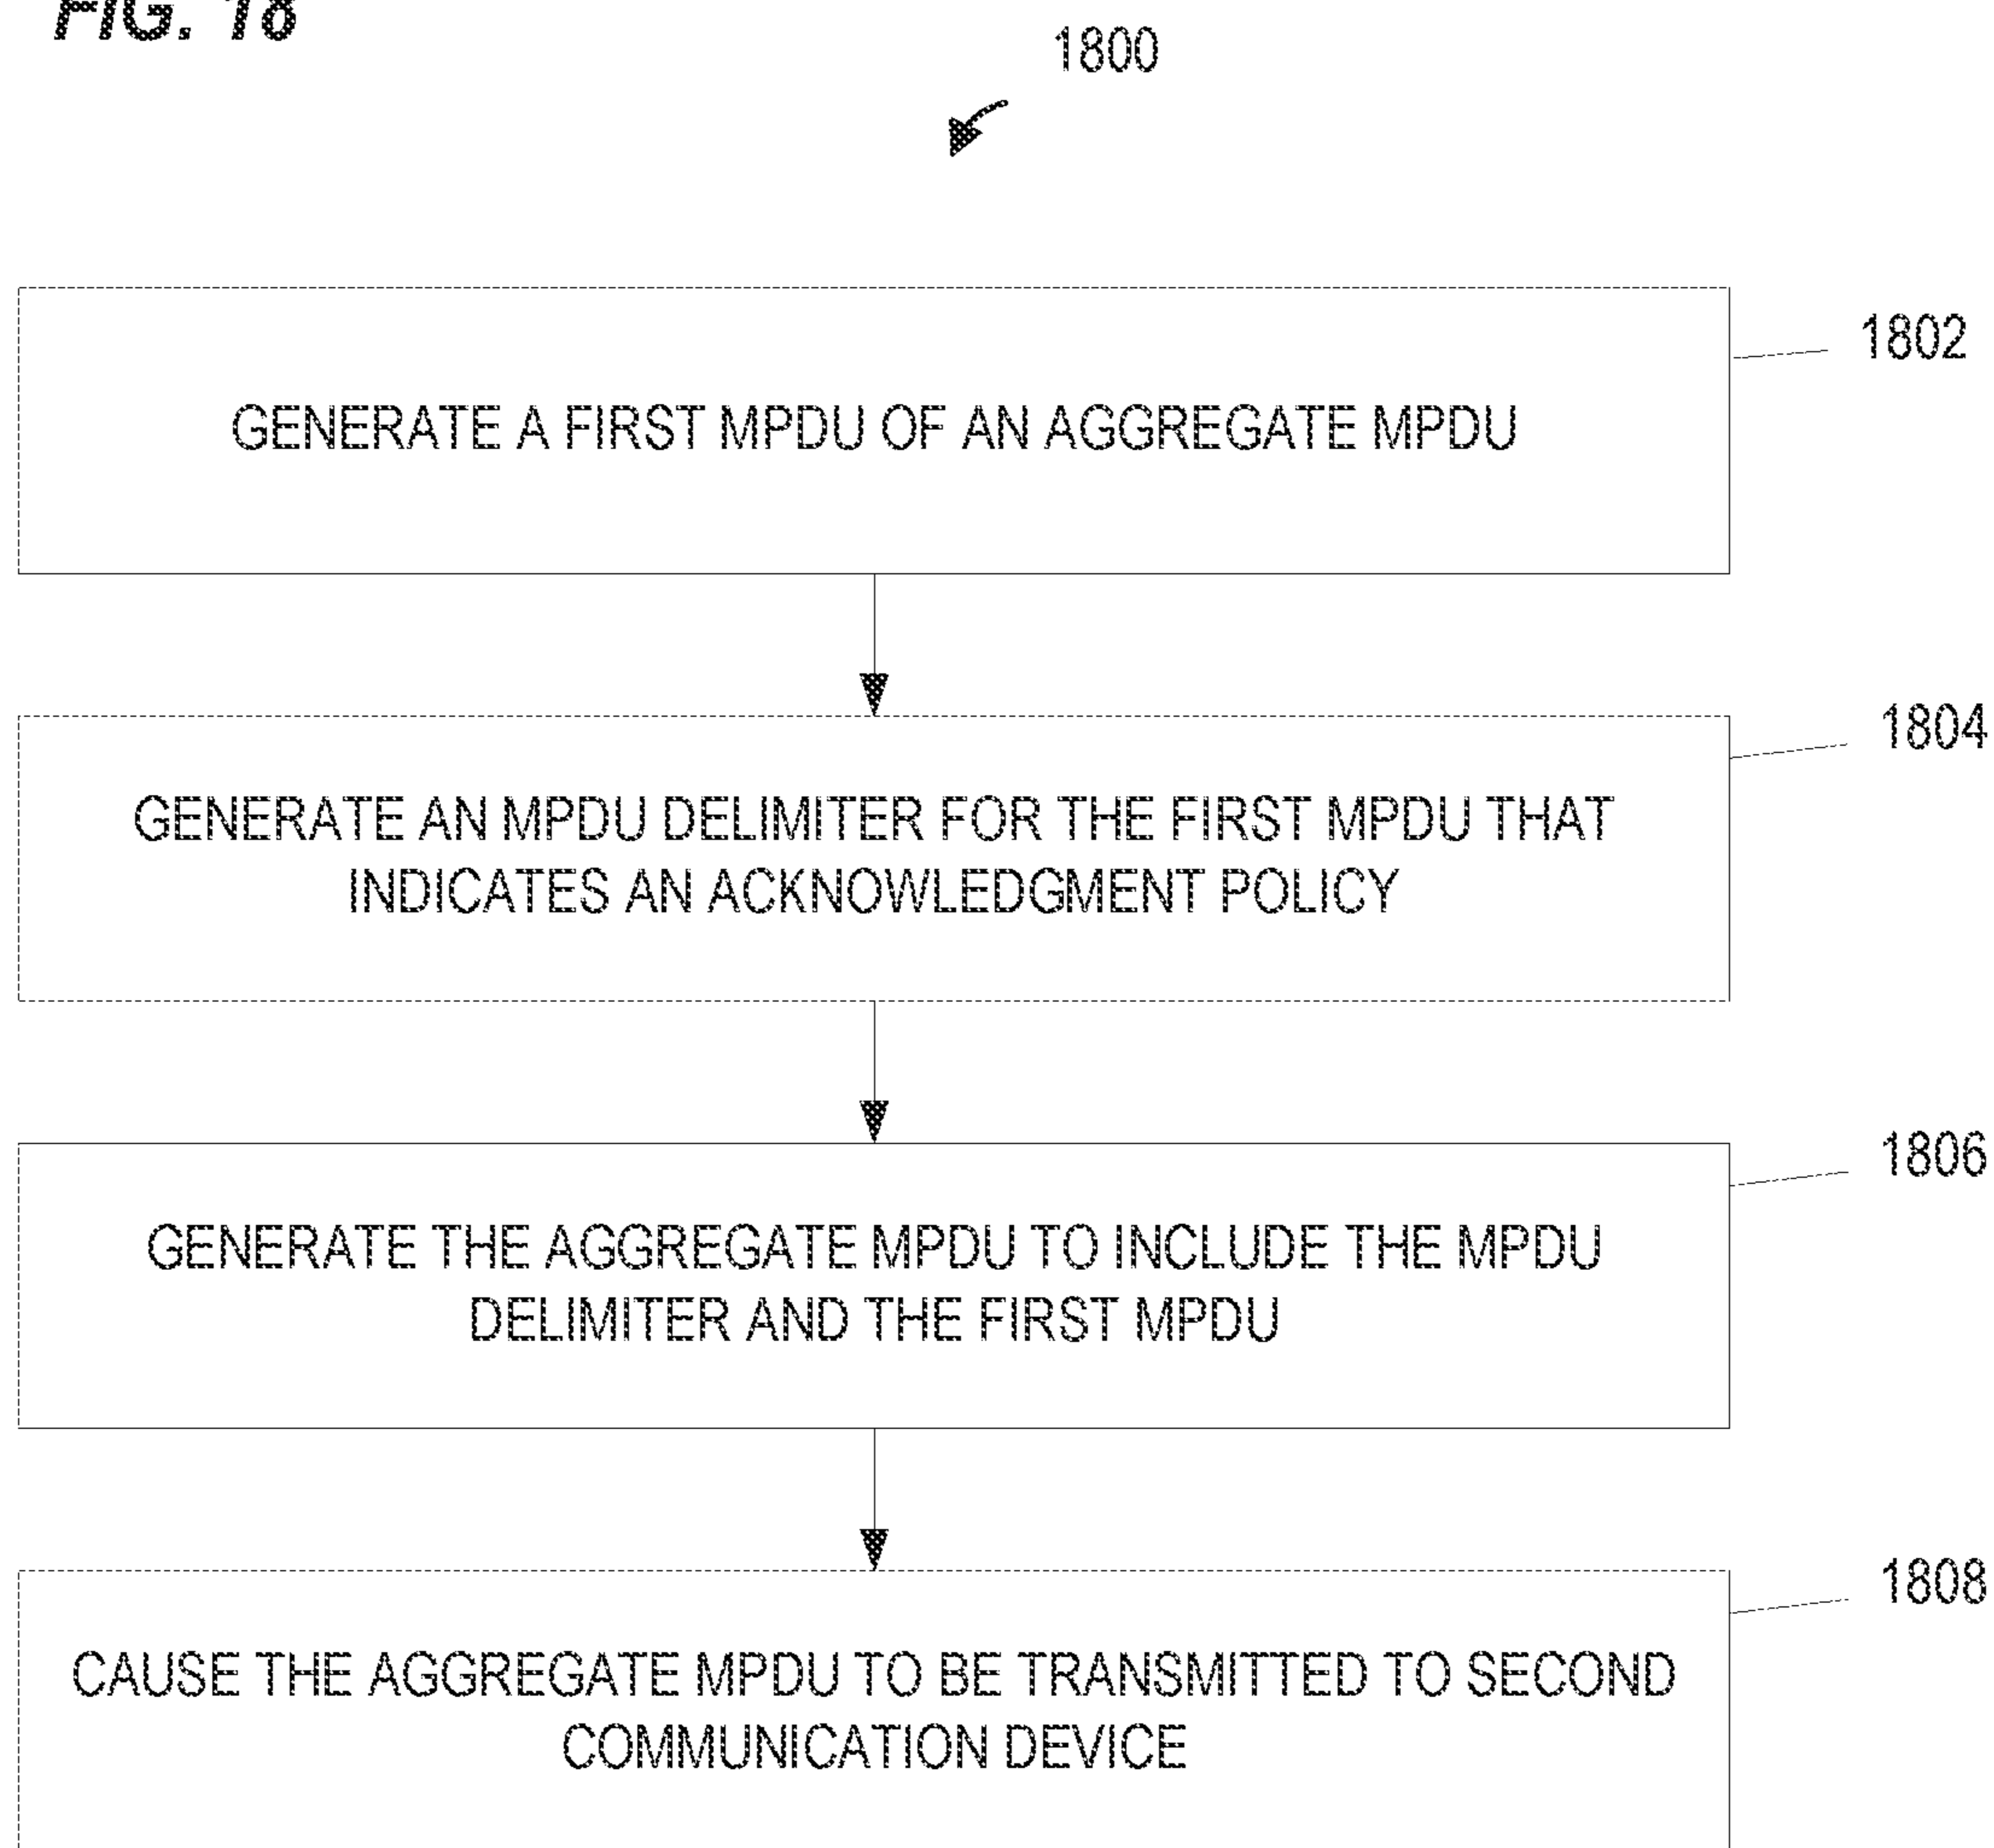 FIG. 18
1800
1802
GENERATE A FIRST MPDU OF AN AGGREGATE MPDU
1804
GENERATE AN MPDU DELIMITER FOR THE FIRST MPDU THAT
INDICATES AN ACKNOWLEDGMENT POLICY
1806
GENERATE THE AGGREGATE MPDU TO INCLUDE THE MPDU
DELIMITER AND THE FIRST MPDU
1808
CAUSE THE AGGREGATE MPDU TO BE TRANSMITTED TO SECOND
COMMUNICATION DEVICE